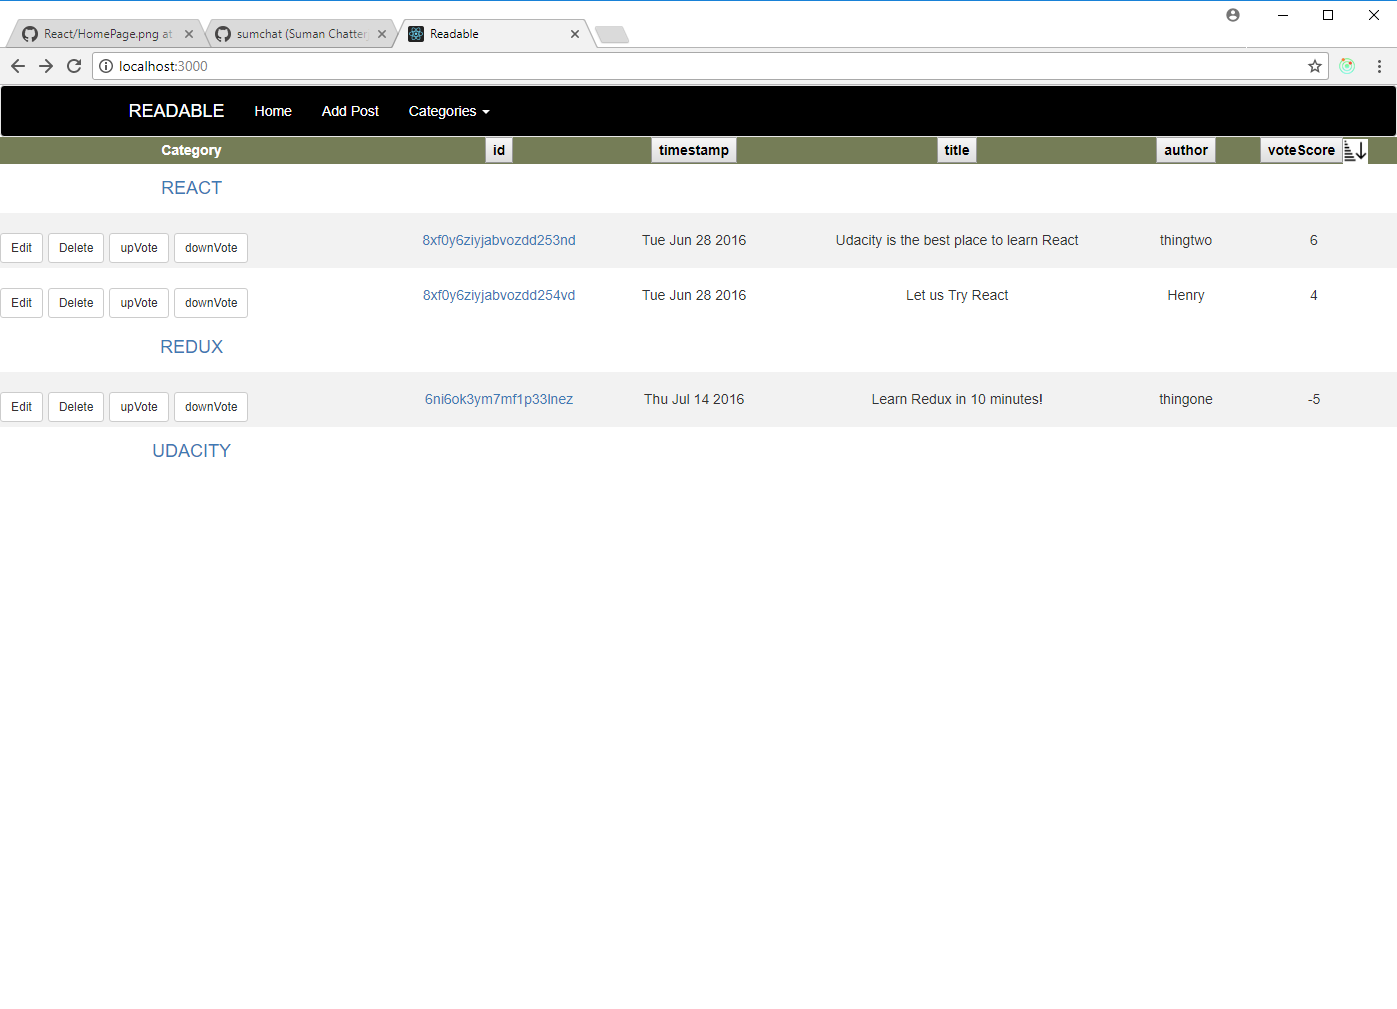 React/HomePage.png at
sumchat (Suman Chatter
Readable
localhost:3000
READABLE Home Add Post Categories
Category id timestamp title author voteScore
REACT
Edit Delete upVote downVote 8xf0y6ziyjabvozdd253nd Tue Jun 28 2016 Udacity is the best place to learn React thingtwo 6
Edit Delete upVote downVote 8xf0y6ziyjabvozdd254vd Tue Jun 28 2016 Let us Try React Henry 4
REDUX
Edit Delete upVote downVote 6ni6ok3ym7mf1p33lnez Thu Jul 14 2016 Learn Redux in 10 minutes! thingone -5
UDACITY